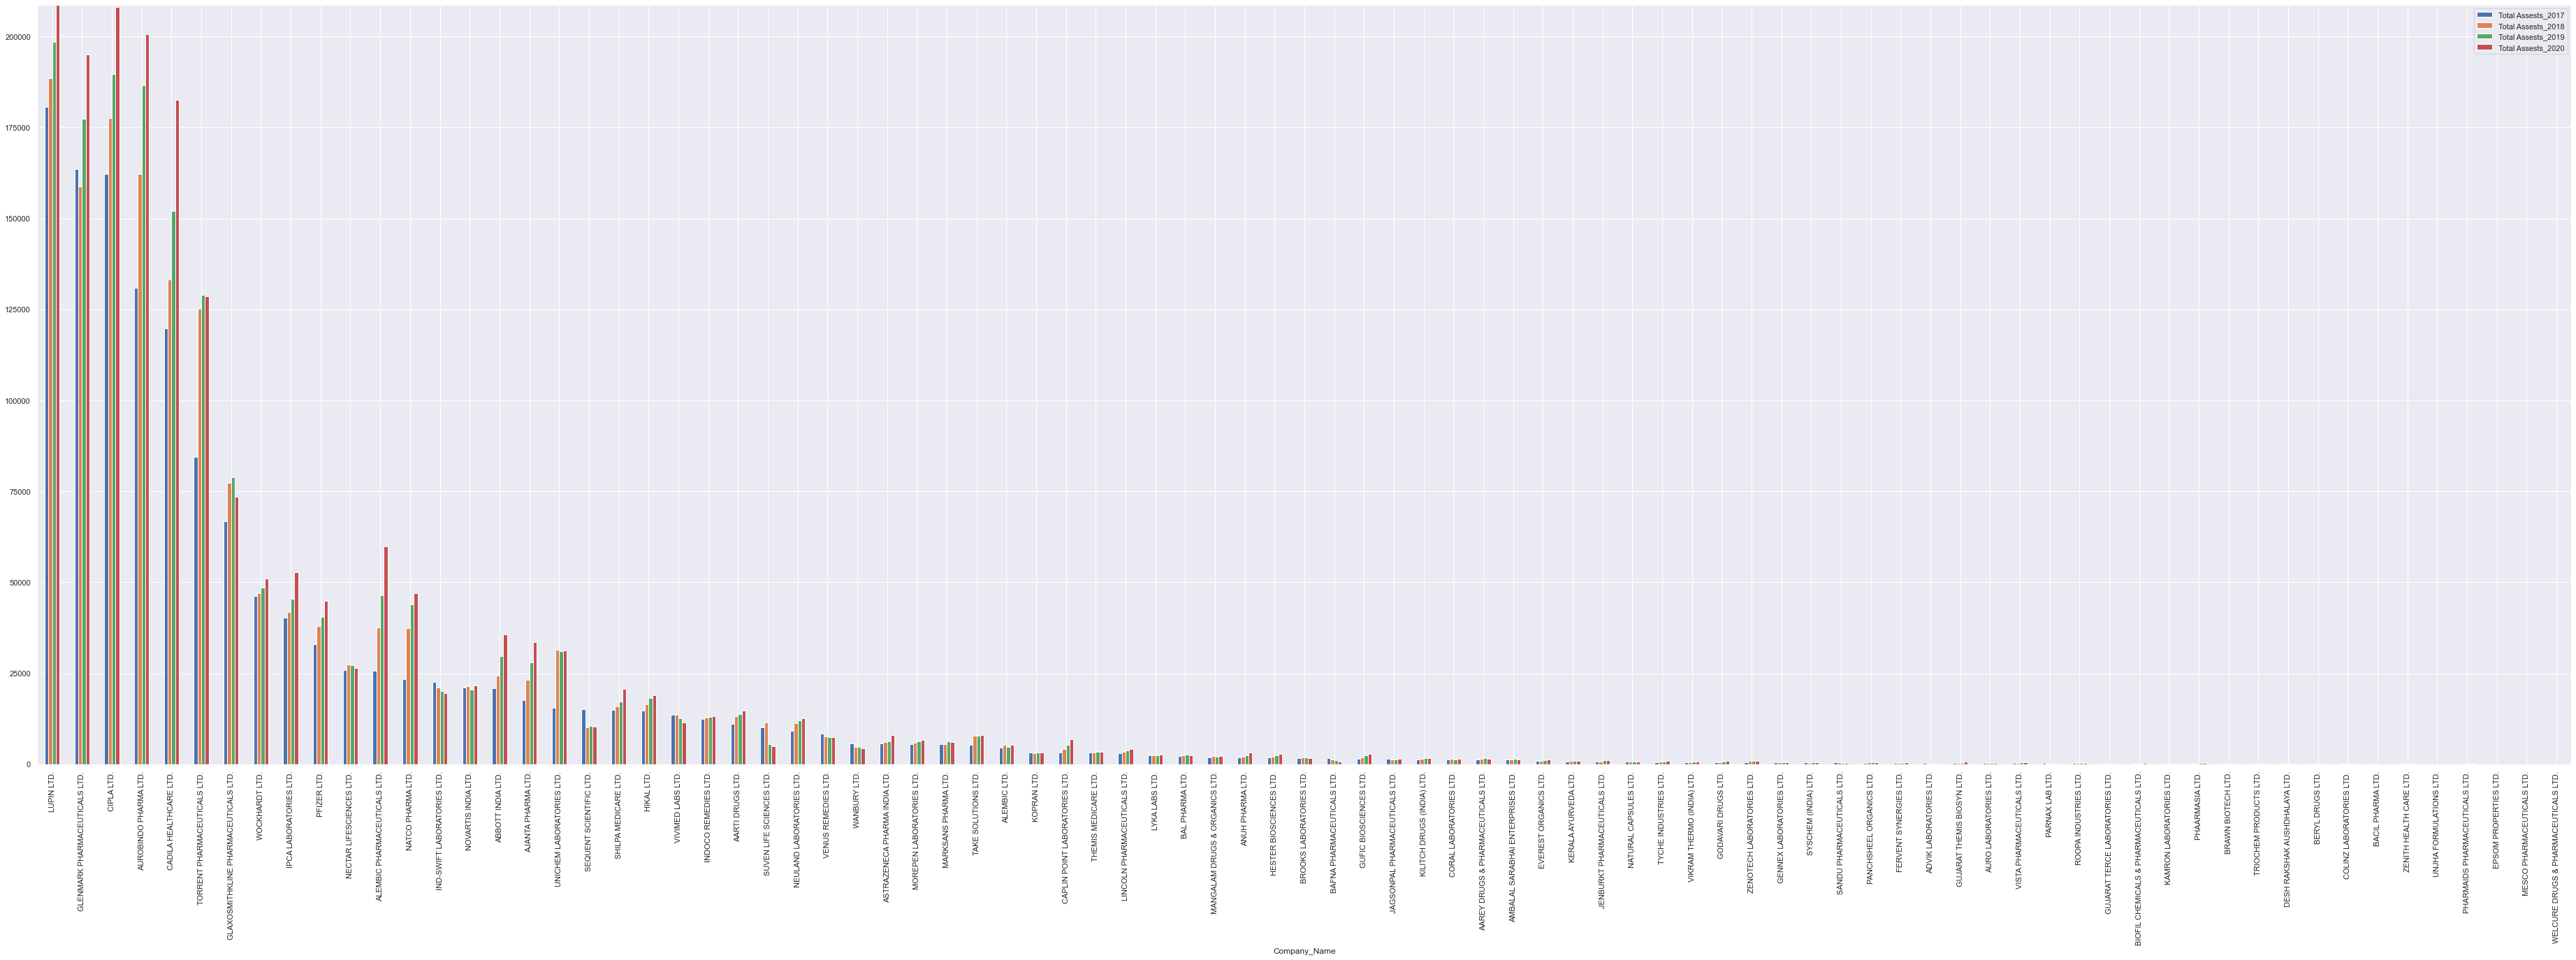 Total Assests_2017
Total Assests_2018
Total Assests_2019
Total Assests_2020
200000
175000
150000
125000
100000
75000
50000
25000
0
LUPIN LTD.
GLENMARK PHARMACEUTICALS LTD.
CIPLA LTD.
AUROBINDO PHARMA LTD.
CADILA HEALTHCARE LTD.
TORRENT PHARMACEUTICALS LTD.
GLAXOSMITHKLINE PHARMACEUTICALS LTD.
WOCKHARDT LTD.
IPCA LABORATORIES LTD.
PFIZER LTD.
NECTAR LIFESCIENCES LTD.
ALEMBIC PHARMACEUTICALS LTD.
NATCO PHARMA LTD.
IND-SWIFT LABORATORIES LTD.
NOVARTIS INDIA LTD.
ABBOTT INDIA LTD.
AJANTA PHARMA LTD.
UNICHEM LABORATORIES LTD.
SEQUENT SCIENTIFIC LTD.
SHILPA MEDICARE LTD.
HIKAL LTD.
VIVIMED LABS LTD.
INDOCO REMEDIES LTD.
AARTI DRUGS LTD.
SUVEN LIFE SCIENCES LTD.
NEULAND LABORATORIES LTD.
VENUS REMEDIES LTD.
WANBURY LTD.
ASTRAZENECA PHARMA INDIA LTD.
MOREPEN LABORATORIES LTD.
MARKSANS PHARMA LTD.
TAKE SOLUTIONS LTD.
ALEMBIC LTD.
KOPRAN LTD.
CAPLIN POINT LABORATORIES LTD.
THEMIS MEDICARE LTD.
LINCOLN PHARMACEUTICALS LTD.
LYKA LABS LTD.
BAL PHARMA LTD.
MANGALAM DRUGS & ORGANICS LTD.
ANUH PHARMA LTD.
HESTER BIOSCIENCES LTD.
BROOKS LABORATORIES LTD.
BAFNA PHARMACEUTICALS LTD.
GUFIC BIOSCIENCES LTD.
JAGSONPAL PHARMACEUTICALS LTD.
KILITCH DRUGS (INDIA) LTD.
CORAL LABORATORIES LTD.
AAREY DRUGS & PHARMACEUTICALS LTD.
AMBALAL SARABHAI ENTERPRISES LTD.
EVEREST ORGANICS LTD.
KERALA AYURVEDA LTD.
JENBURKT PHARMACEUTICALS LTD.
NATURAL CAPSULES LTD.
TYCHE INDUSTRIES LTD.
VIKRAM THERMO (INDIA) LTD.
GODAVARI DRUGS LTD.
ZENOTECH LABORATORIES LTD.
GENNEX LABORATORIES LTD.
SYSCHEM (INDIA) LTD.
SANDU PHARMACEUTICALS LTD.
PANCHSHEEL ORGANICS LTD.
FERVENT SYNERGIES LTD.
ADVIK LABORATORIES LTD.
GUJARAT THEMIS BIOSYN LTD.
AURO LABORATORIES LTD.
VISTA PHARMACEUTICALS LTD.
PARNAX LAB LTD.
ROOPA INDUSTRIES LTD.
GUJARAT TERCE LABORATORIES LTD.
BIOFIL CHEMICALS & PHARMACEUTICALS LTD.
KAMRON LABORATORIES LTD.
PHAARMASIA LTD.
BRAWN BIOTECH LTD.
TRIOCHEM PRODUCTS LTD.
DESH RAKSHAK AUSHDHALAYA LTD.
BERYL DRUGS LTD.
COLINZ LABORATORIES LTD.
BACIL PHARMA LTD.
ZENITH HEALTH CARE LTD.
UNJHA FORMULATIONS LTD.
PHARMAIDS PHARMACEUTICALS LTD.
EPSOM PROPERTIES LTD.
MESCO PHARMACEUTICALS LTD.
WELCURE DRUGS & PHARMACEUTICALS LTD.
Company_Name